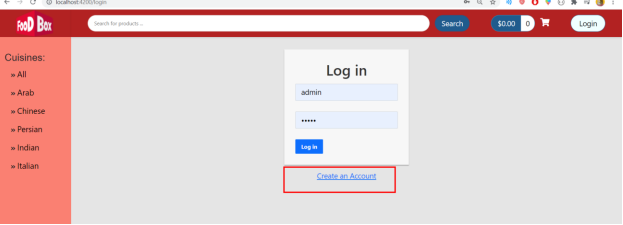 localhost:4200/login
FooD Box
Search for products...
Search
$0.00 0
Login
Cuisines:
» All
» Arab
» Chinese
» Persian
» Indian
» Italian
Log in
admin
•••••
Log in
Create an Account